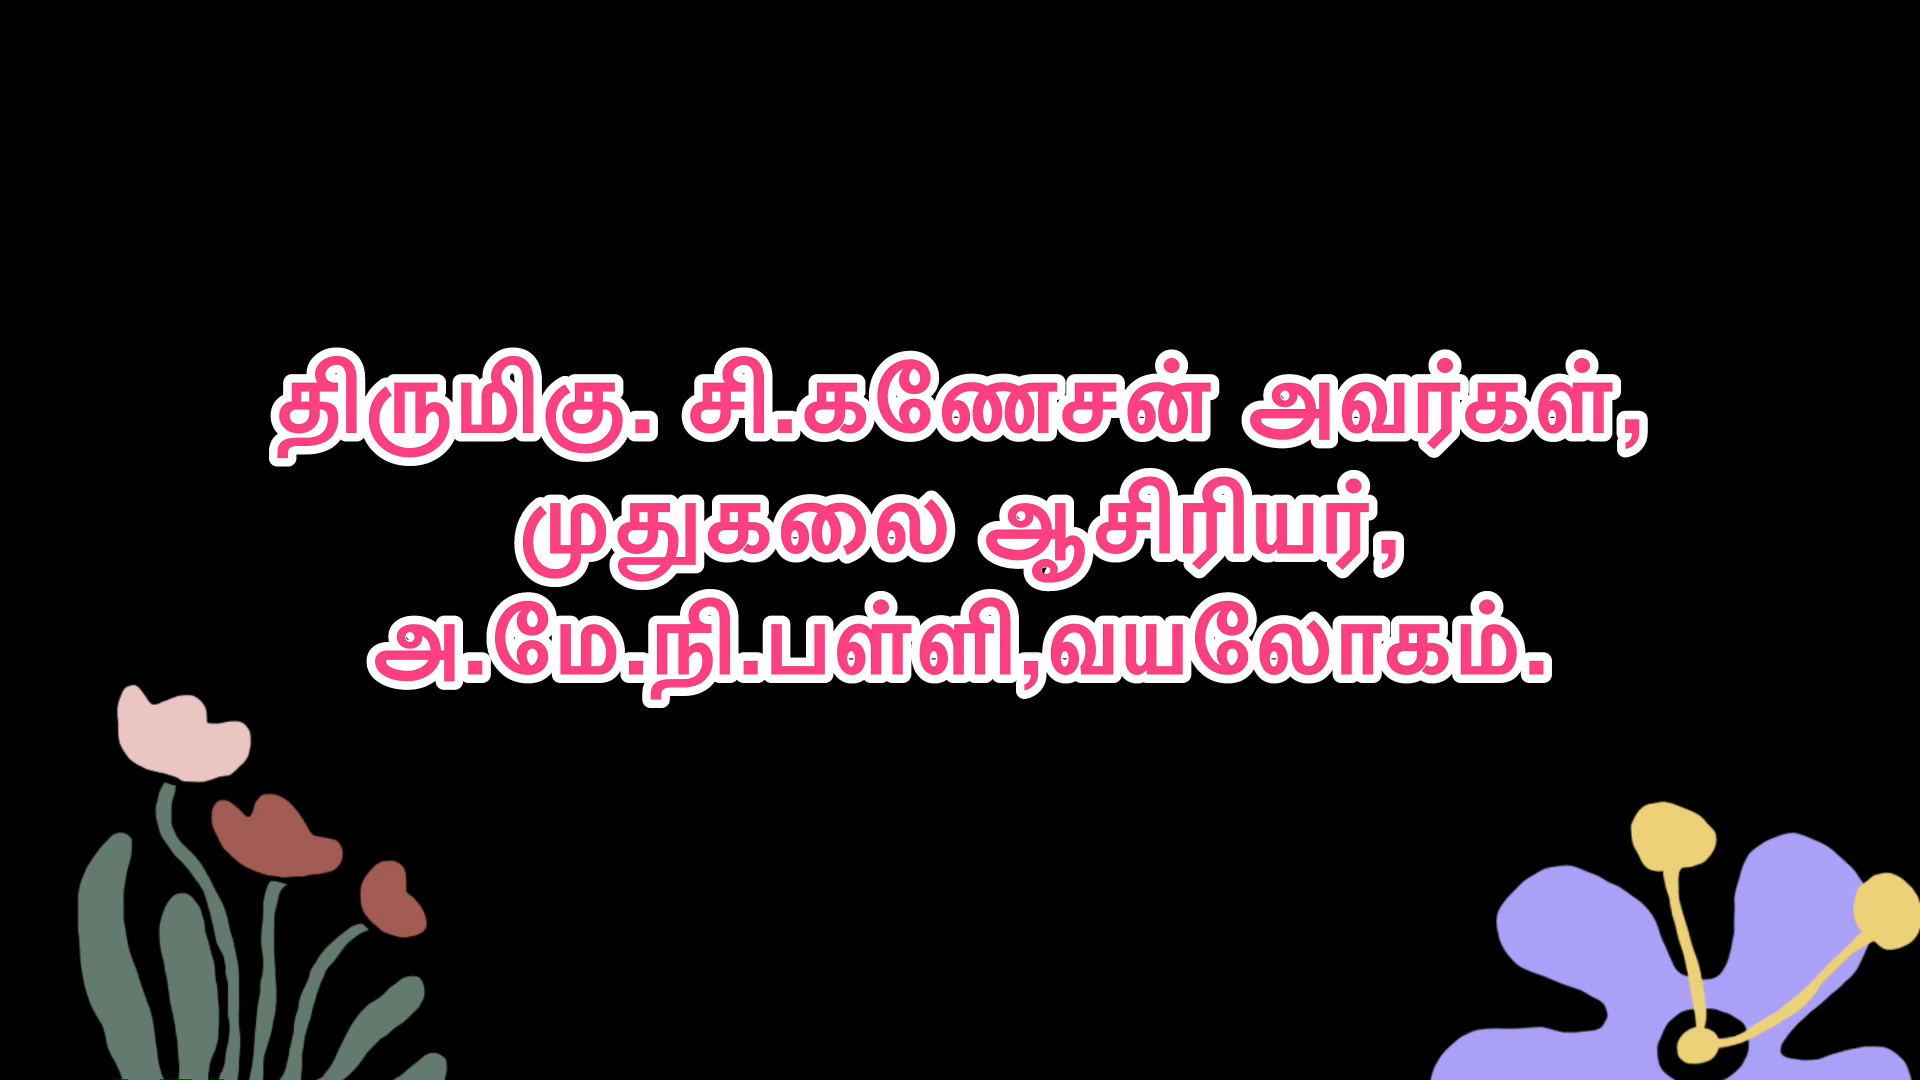 திருமிகு. சி.கணேசன் அவர்கள்,
முதுகலை ஆசிரியர்,
அ.மே.நி.பள்ளி,வயலோகம்.